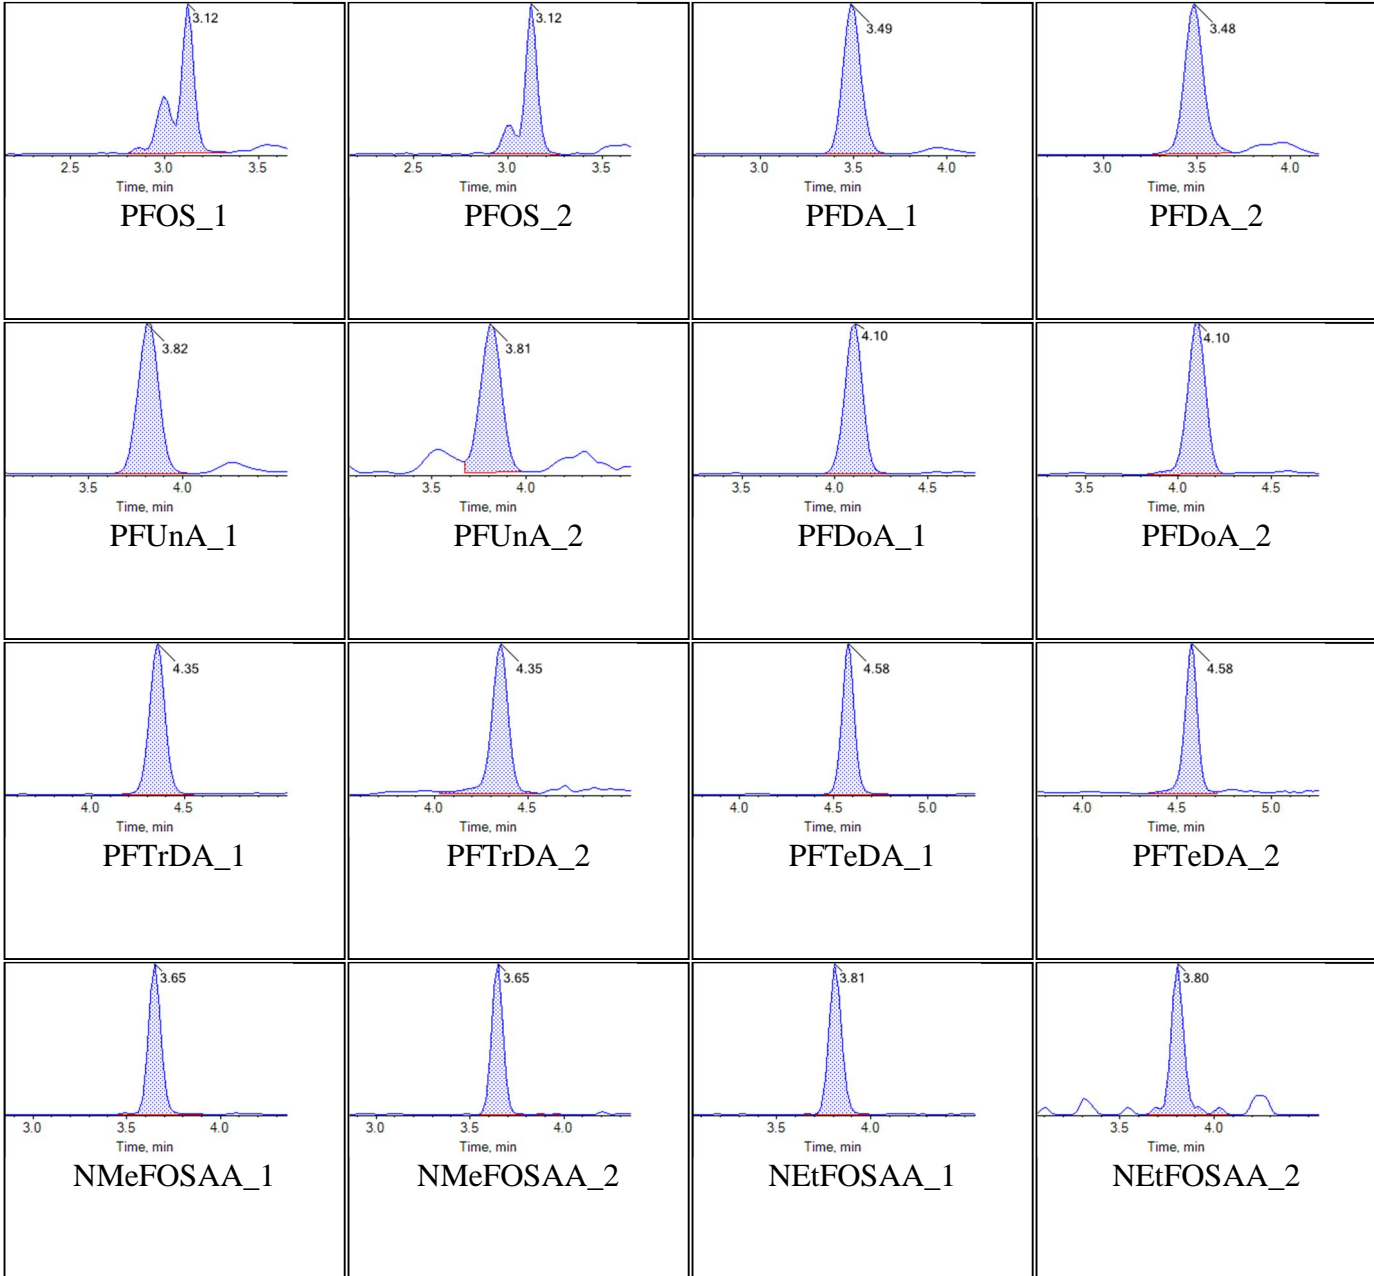 3.12
2.5 3.0 3.5
Time, min
PFOS_1
3.12
2.5 3.0 3.5
Time, min
PFOS_2
3.49
3.0 3.5 4.0
Time, min
PFDA_1
3.48
3.0 3.5 4.0
Time, min
PFDA_2
3.82
3.5 4.0
Time, min
PFUnA_1
3.81
3.5 4.0
Time, min
PFUnA_2
4.10
3.5 4.0 4.5
Time, min
PFDoA_1
4.10
3.5 4.0 4.5
Time, min
PFDoA_2
4.35
4.0 4.5
Time, min
PFTrDA_1
4.35
4.0 4.5
Time, min
PFTrDA_2
4.58
4.0 4.5 5.0
Time, min
PFTeDA_1
4.58
4.0 4.5 5.0
Time, min
PFTeDA_2
3.65
3.0 3.5 4.0
Time, min
NMeFOSAA_1
3.65
3.0 3.5 4.0
Time, min
NMeFOSAA_2
3.81
3.5 4.0
Time, min
NEtFOSAA_1
3.80
3.5 4.0
Time, min
NEtFOSAA_2